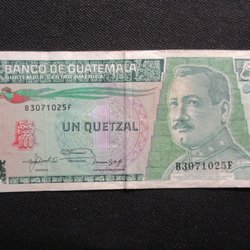 BANCO DE GUATEMALA
GUATEMALA, CENTRO AMERICA
B3071025F
UN QUETZAL
B3071025F